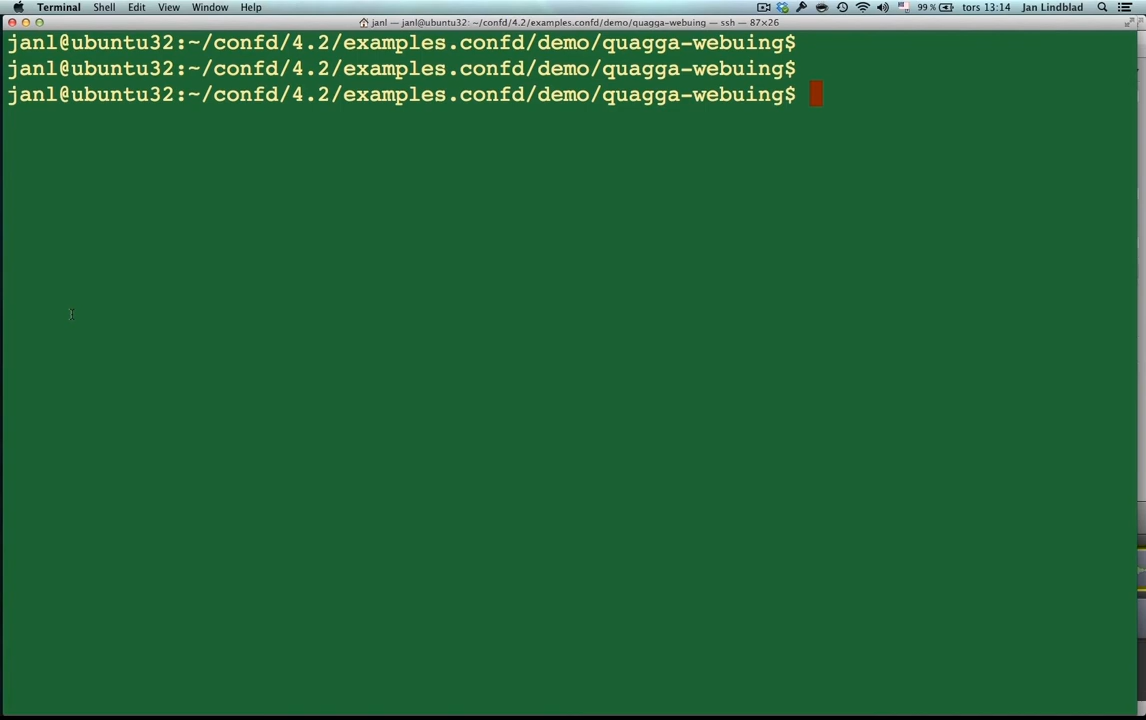 Terminal Shell Edit View Window Help 99% tors 13:14 Jan Lindblad
janl — janl@ubuntu32: ~/confd/4.2/examples.confd/demo/quagga-webuing — ssh — 87×26
janl@ubuntu32:~/confd/4.2/examples.confd/demo/quagga-webuing$
janl@ubuntu32:~/confd/4.2/examples.confd/demo/quagga-webuing$
janl@ubuntu32:~/confd/4.2/examples.confd/demo/quagga-webuing$